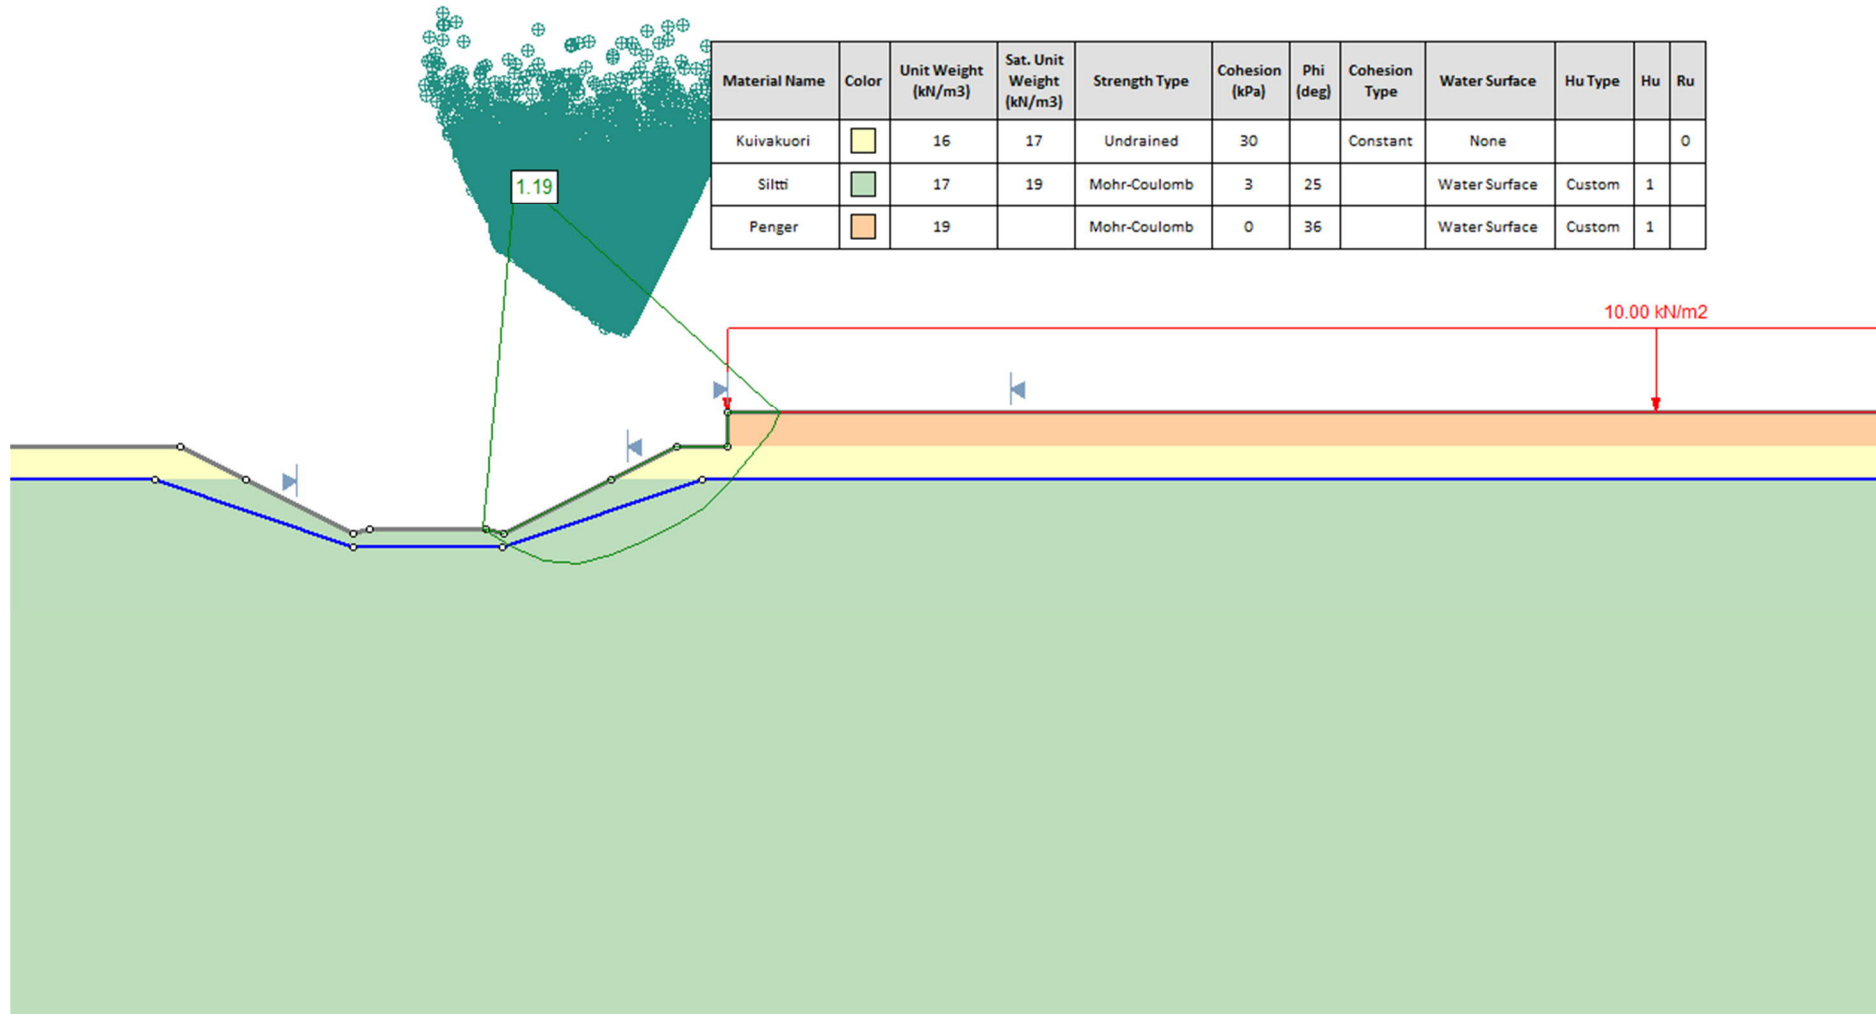 Material Name Color Unit Weight (kN/m3) Sat. Unit Weight (kN/m3) Strength Type Cohesion (kPa) Phi (deg) Cohesion Type Water Surface Hu Type Hu Ru
Kuivakuori 16 17 Undrained 30 Constant None 0
Siltti 17 19 Mohr-Coulomb 3 25 Water Surface Custom 1
Penger 19 Mohr-Coulomb 0 36 Water Surface Custom 1
1.19
10.00 kN/m2